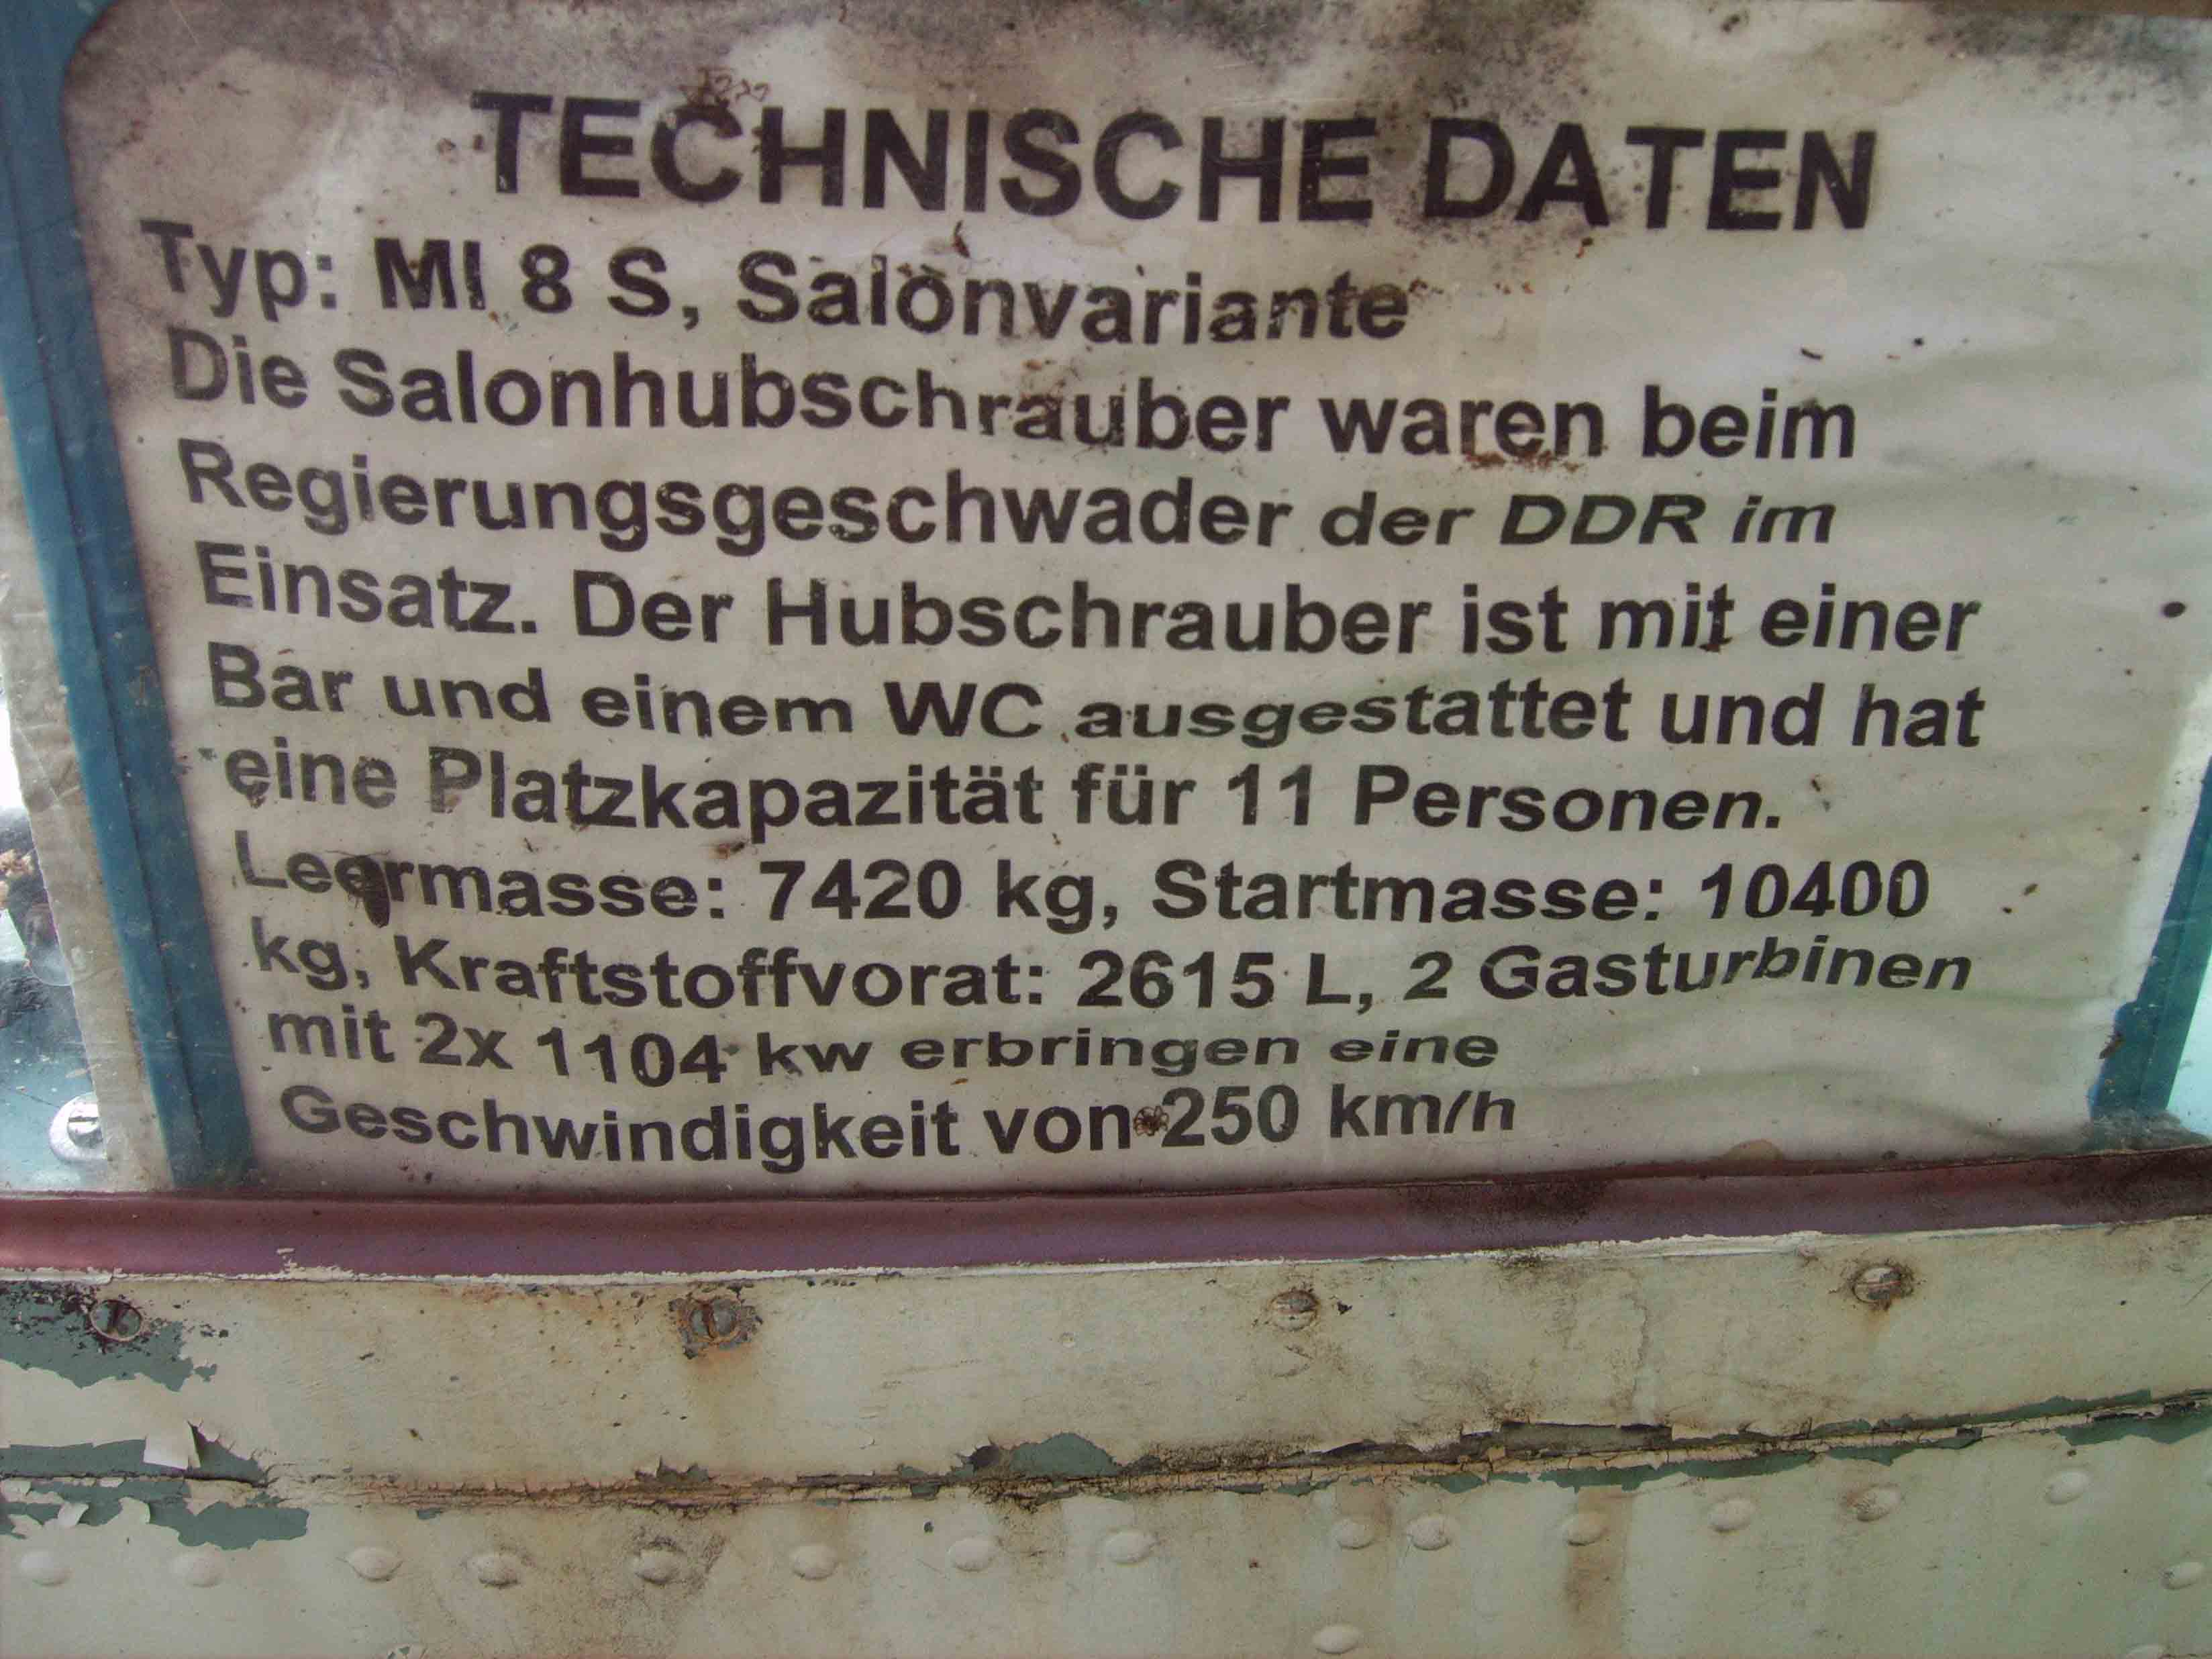 TECHNISCHE DATEN
Typ: MI 8 S, Salonvariante
Die Salonhubschrauber waren beim
Regierungsgeschwader der DDR im
Einsatz. Der Hubschrauber ist mit einer
Bar und einem WC ausgestattet und hat
eine Platzkapazität für 11 Personen.
Leermasse: 7420 kg, Startmasse: 10400
kg, Kraftstoffvorat: 2615 L, 2 Gasturbinen
mit 2x 1104 kw erbringen eine
Geschwindigkeit von 250 km/h